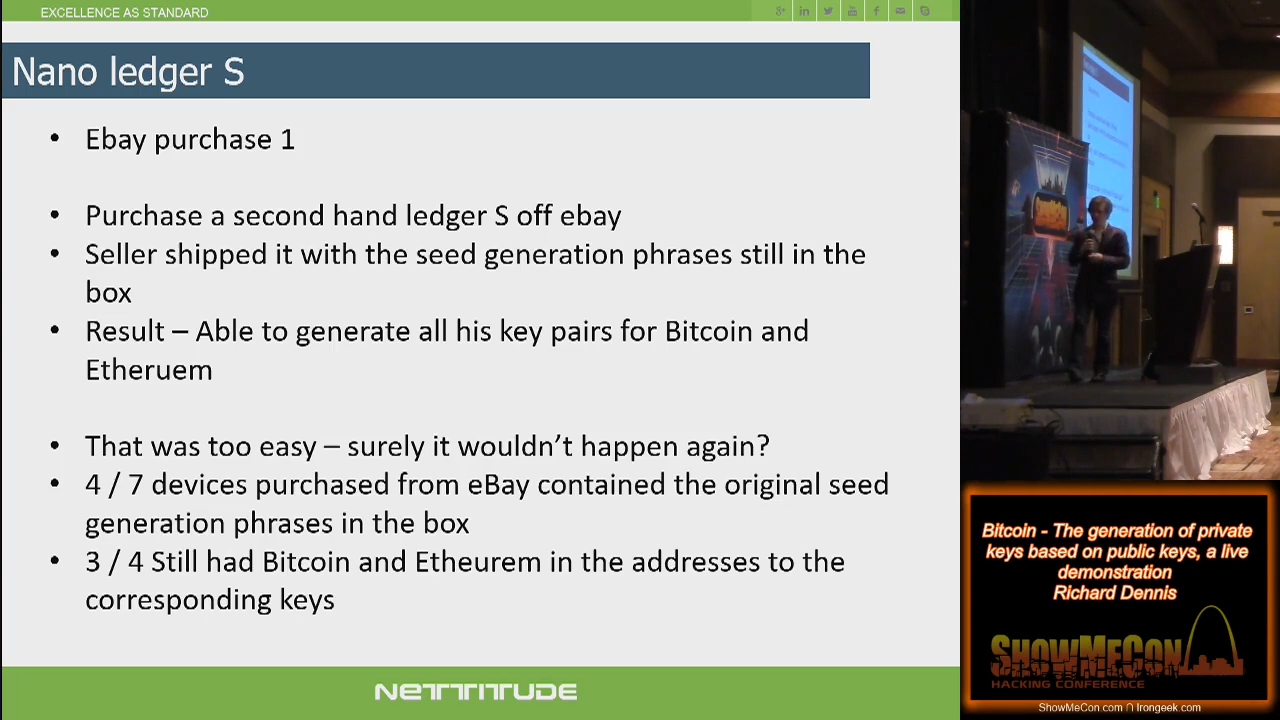 EXCELLENCE AS STANDARD
Nano ledger S
• Ebay purchase 1
• Purchase a second hand ledger S off ebay
• Seller shipped it with the seed generation phrases still in the
box
• Result – Able to generate all his key pairs for Bitcoin and
Etheruem
• That was too easy – surely it wouldn't happen again?
• 4 / 7 devices purchased from eBay contained the original seed
generation phrases in the box
• 3 / 4 Still had Bitcoin and Etheurem in the addresses to the
corresponding keys
NETTITUDE
Bitcoin - The generation of private
keys based on public keys, a live
demonstration
Richard Dennis
SHOWMECON
HACKING CONFERENCE
ShowMeCon.com ∩ Irongeek.com